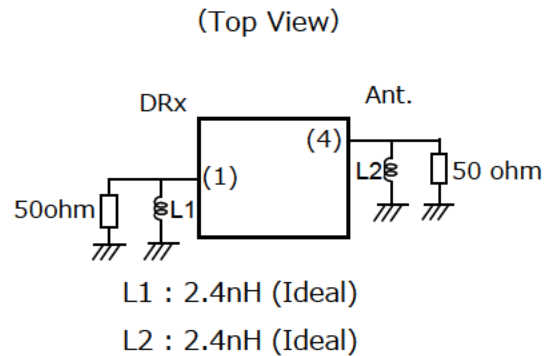 (Top View)
DRx
Ant.
(4)
(1)
L2
50 ohm
50ohm
L1
L1 : 2.4nH (Ideal)
L2 : 2.4nH (Ideal)